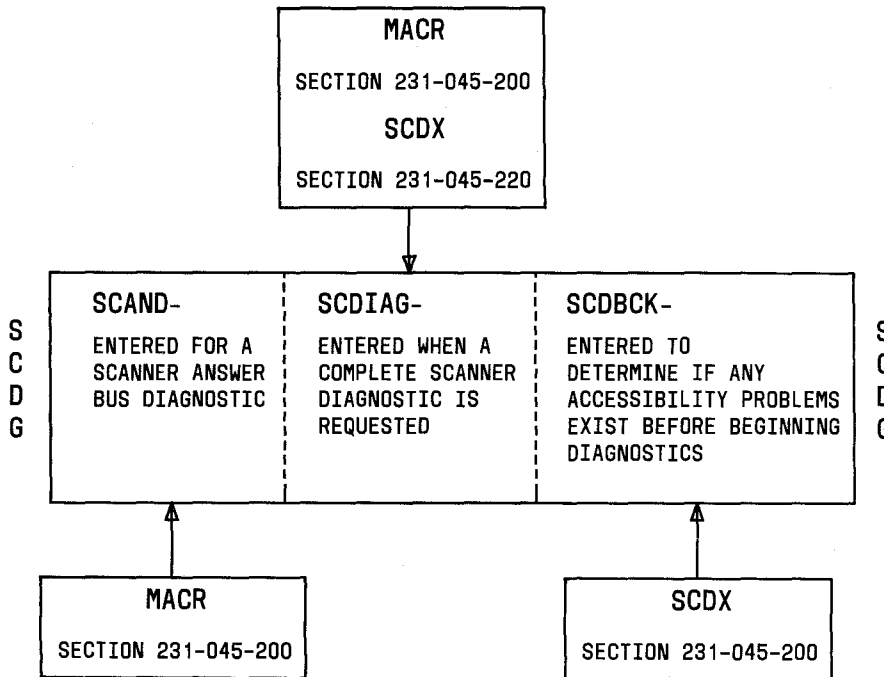 MACR
SECTION 231-045-200
SCDX
SECTION 231-045-220
SCDG
SCAND-
ENTERED FOR A
SCANNER ANSWER
BUS DIAGNOSTIC
SCDIAG-
ENTERED WHEN A
COMPLETE SCANNER
DIAGNOSTIC IS
REQUESTED
SCDBCK-
ENTERED TO
DETERMINE IF ANY
ACCESSIBILITY PROBLEMS
EXIST BEFORE BEGINNING
DIAGNOSTICS
SCDG
MACR
SECTION 231-045-200
SCDX
SECTION 231-045-200